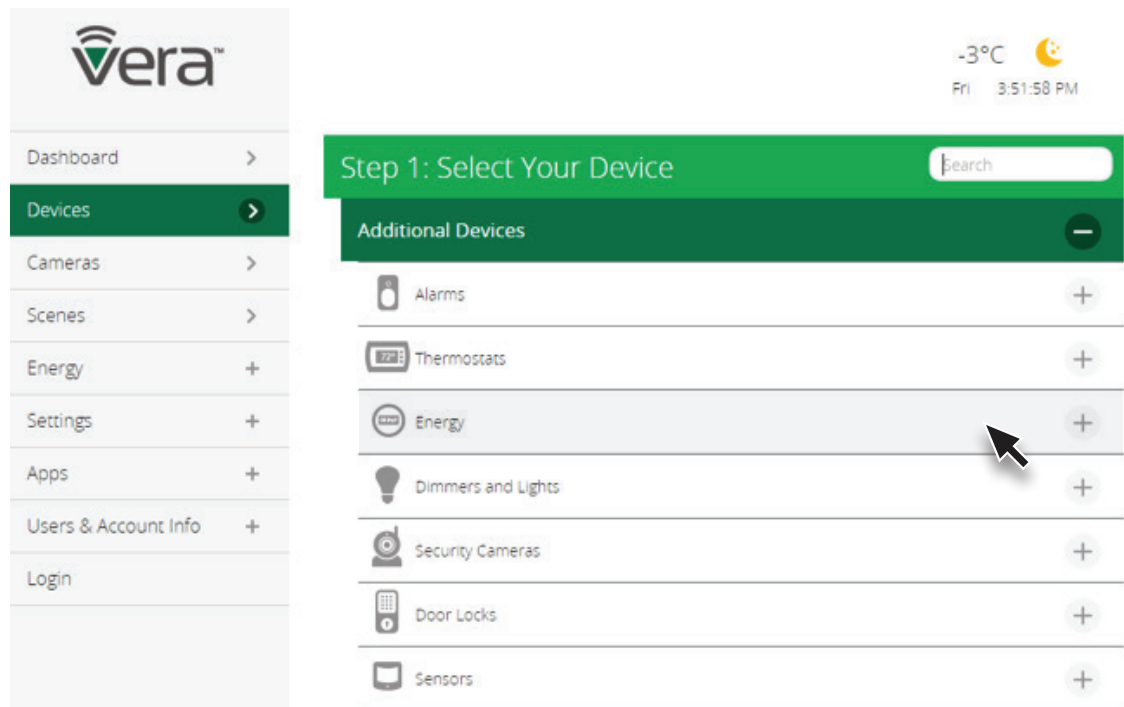 vera™
-3°C
Fri 3:51:58 PM
Dashboard
Devices
Cameras
Scenes
Energy
Settings
Apps
Users & Account Info
Login
Step 1: Select Your Device
Search
Additional Devices
Alarms
72°
Thermostats
Energy
Dimmers and Lights
Security Cameras
Door Locks
Sensors